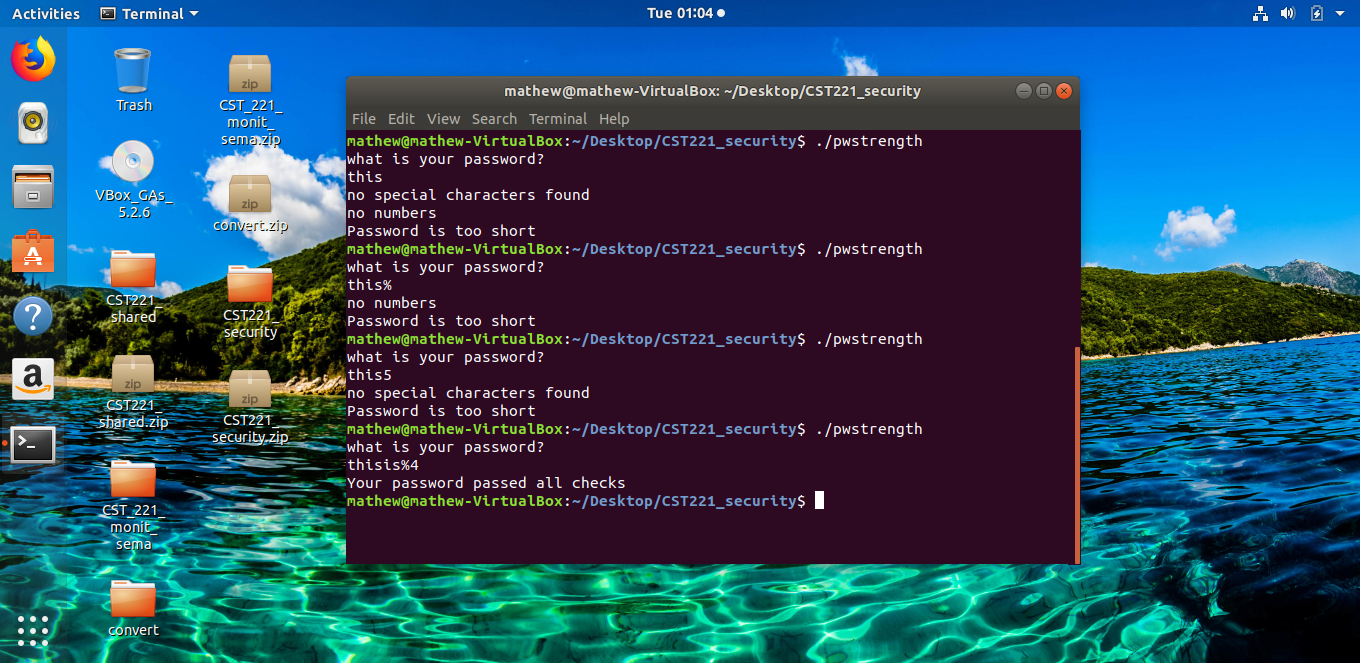 Activities
Terminal
Tue 01:04
Trash
zip
CST_221_
monit_
sema.zip
VBox_GAs_
5.2.6
zip
convert.zip
CST221_
shared
CST221_
security
zip
CST221_
shared.zip
zip
CST221_
security.zip
CST_221_
monit_
sema
convert
mathew@mathew-VirtualBox: ~/Desktop/CST221_security
File Edit View Search Terminal Help
mathew@mathew-VirtualBox:~/Desktop/CST221_security$ ./pwstrength
what is your password?
this
no special characters found
no numbers
Password is too short
mathew@mathew-VirtualBox:~/Desktop/CST221_security$ ./pwstrength
what is your password?
this%
no numbers
Password is too short
mathew@mathew-VirtualBox:~/Desktop/CST221_security$ ./pwstrength
what is your password?
this5
no special characters found
Password is too short
mathew@mathew-VirtualBox:~/Desktop/CST221_security$ ./pwstrength
what is your password?
thisis%4
Your password passed all checks
mathew@mathew-VirtualBox:~/Desktop/CST221_security$